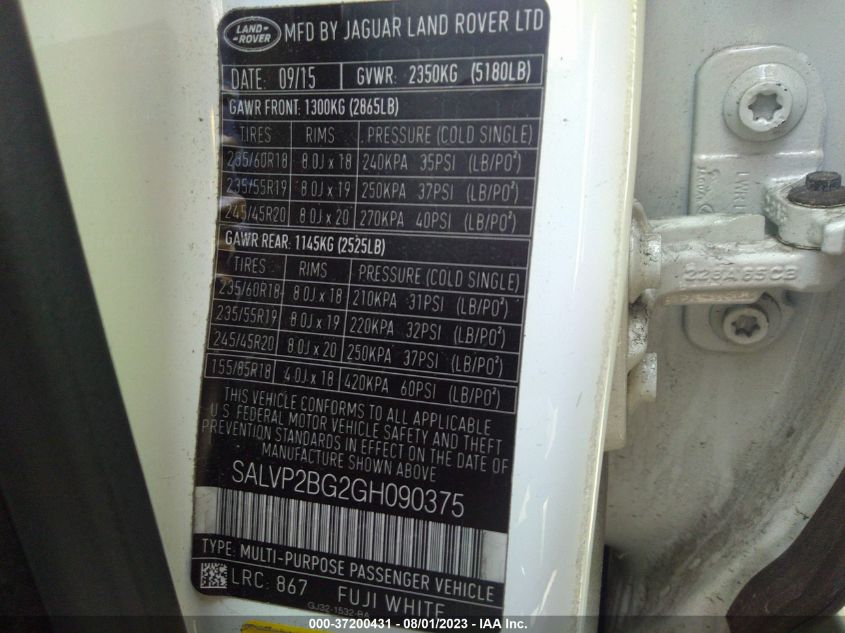 LAND ROVER MFD BY JAGUAR LAND ROVER LTD
DATE: 09/15 GVWR: 2350KG (5180LB)
GAWR FRONT: 1300KG (2865LB)
TIRES RIMS PRESSURE (COLD SINGLE)
235/60R18 8.0J x 18 240KPA 35PSI (LB/PO²)
235/55R19 8.0J x 19 250KPA 37PSI (LB/PO²)
245/45R20 8.0J x 20 270KPA 40PSI (LB/PO²)
GAWR REAR: 1145KG (2525LB)
TIRES RIMS PRESSURE (COLD SINGLE)
235/60R18 8.0J x 18 210KPA 31PSI (LB/PO²)
235/55R19 8.0J x 19 220KPA 32PSI (LB/PO²)
245/45R20 8.0J x 20 250KPA 37PSI (LB/PO²)
155/85R18 4.0J x 18 420KPA 60PSI (LB/PO²)
THIS VEHICLE CONFORMS TO ALL APPLICABLE
U.S. FEDERAL MOTOR VEHICLE SAFETY AND THEFT
PREVENTION STANDARDS IN EFFECT ON THE DATE OF
MANUFACTURE SHOWN ABOVE.
SALVP2BG2GH090375
TYPE: MULTI-PURPOSE PASSENGER VEHICLE
LRC: 867 FUJI WHITE
GJ32-1532-BA
LWR
228A65CB
000-37200431 - 08/01/2023 - IAA Inc.